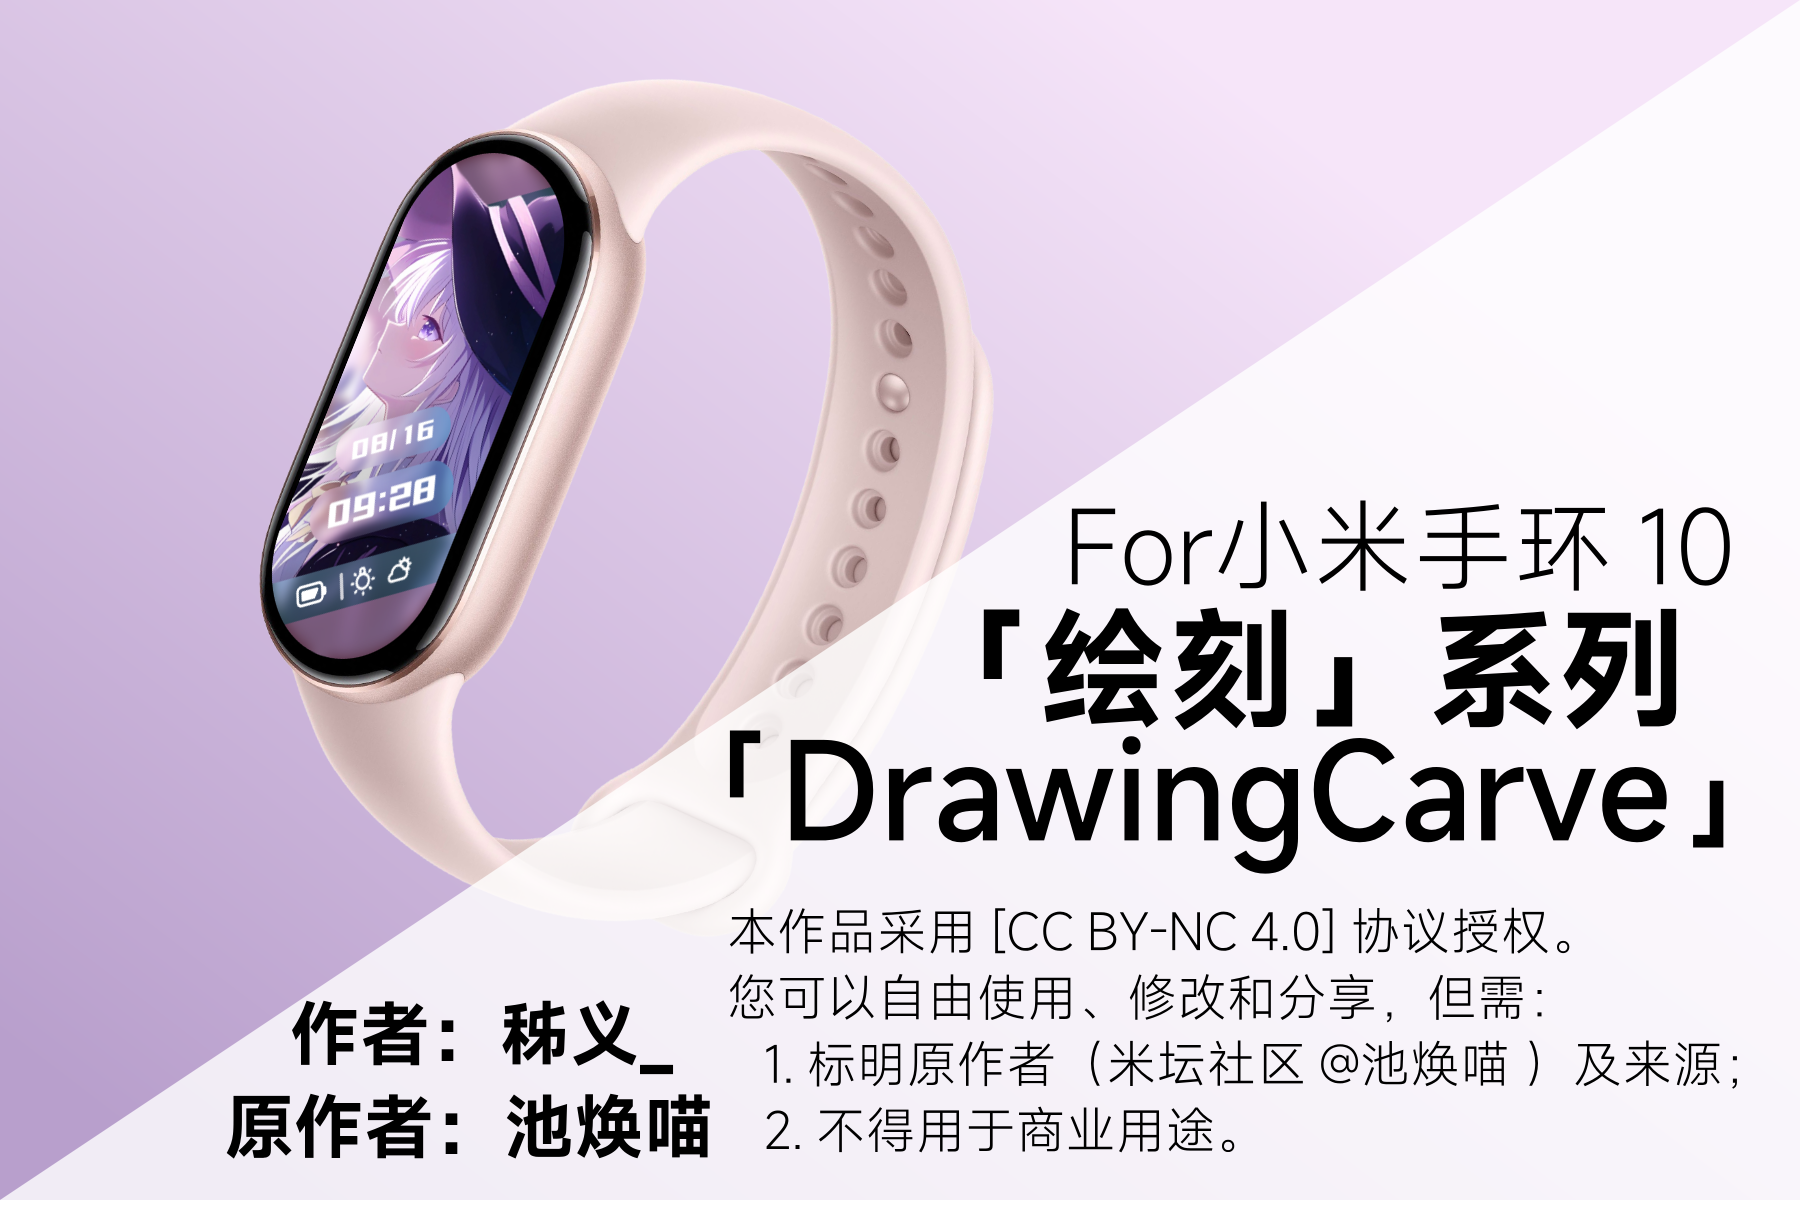 08/16
09:28
For小米手环 10
「绘刻」系列
「DrawingCarve」
本作品采用 [CC BY-NC 4.0] 协议授权。
您可以自由使用、修改和分享，但需：
1. 标明原作者（米坛社区 @池焕喵 ）及来源；
2. 不得用于商业用途。
作者：秭义_
原作者：池焕喵